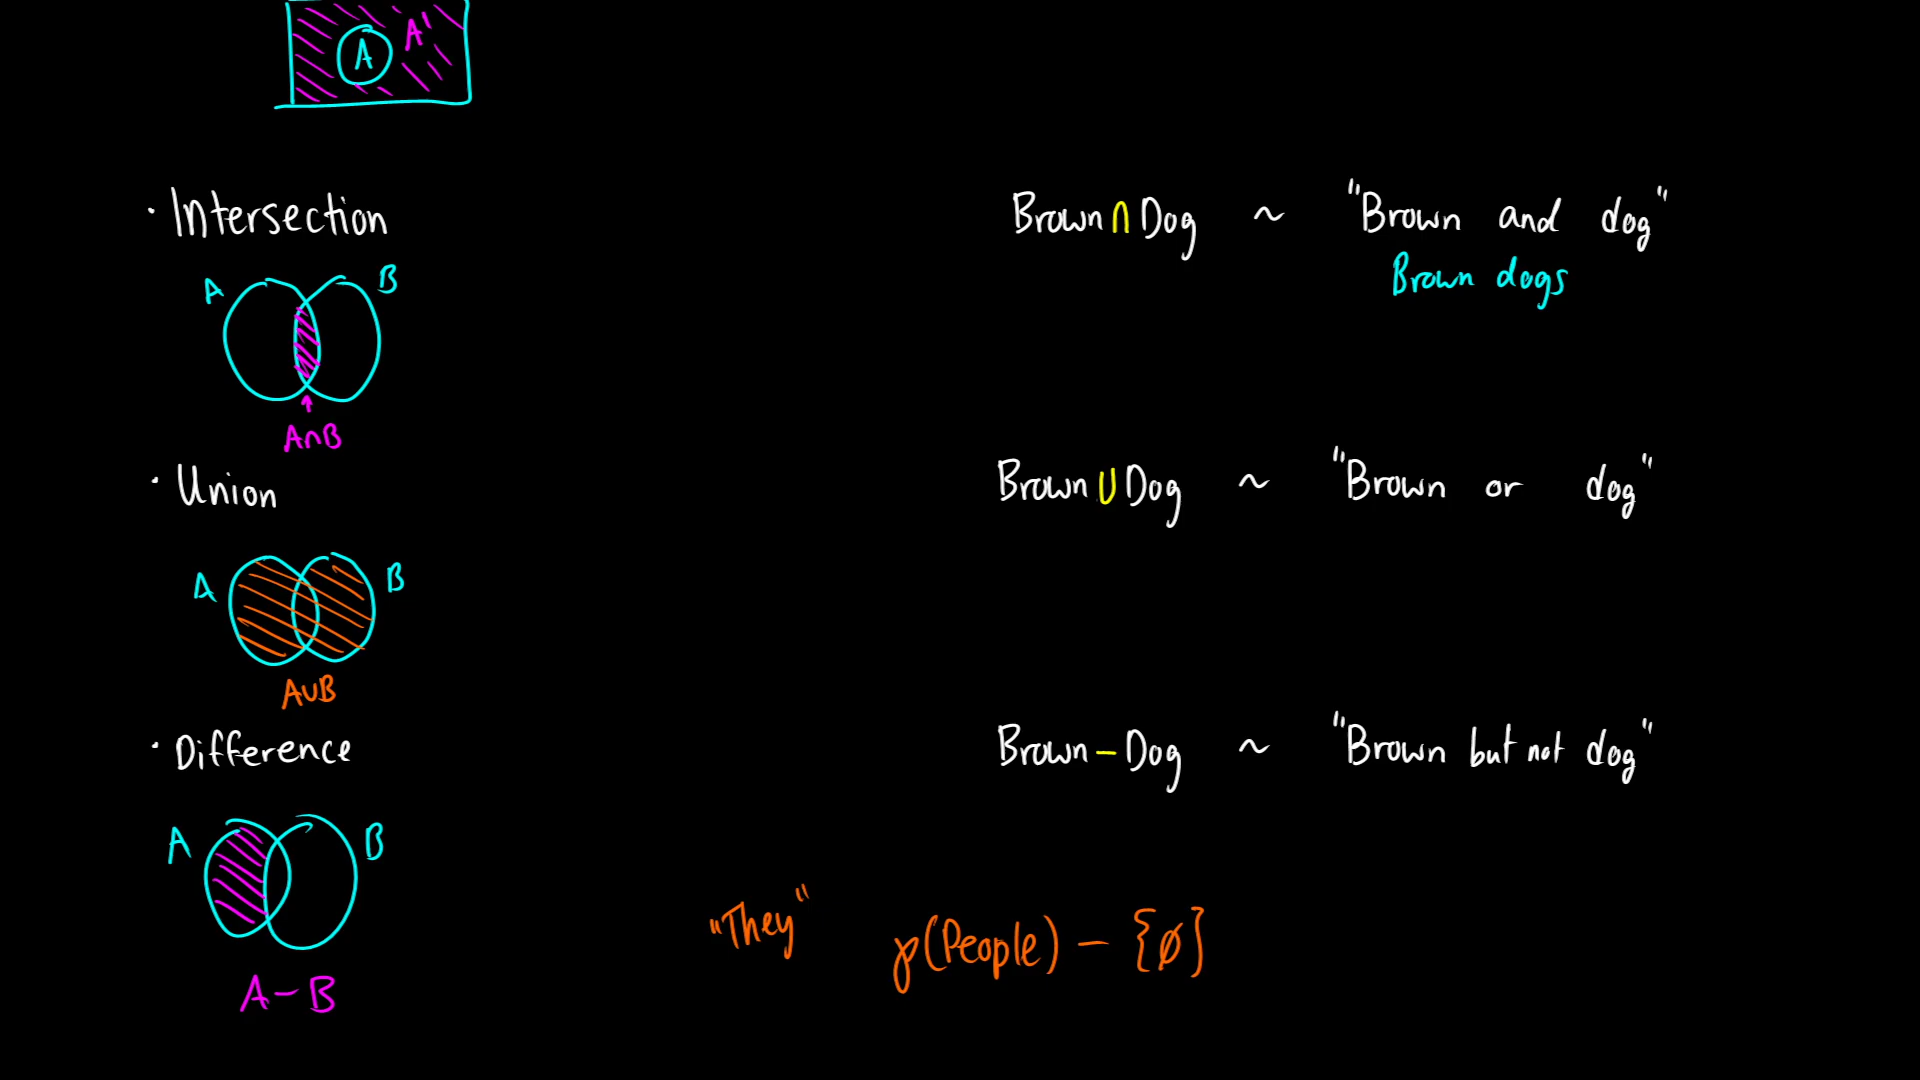 A A'
· Intersection
Brown ∩ Dog ~ "Brown and dog"
Brown dogs
A B
A∩B
· Union
Brown ∪ Dog ~ "Brown or dog"
A B
A∪B
· Difference
Brown – Dog ~ "Brown but not dog"
A B
A – B
"They" ℘(People) – {∅}